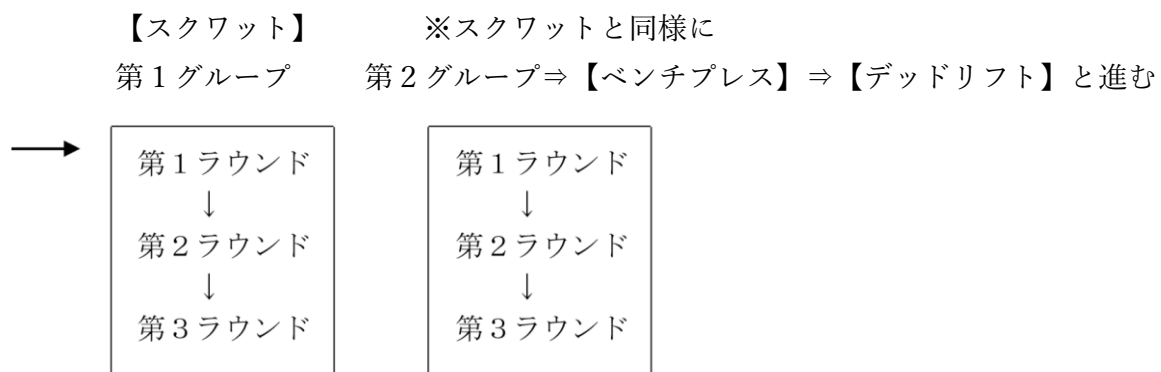 【スクワット】　※スクワットと同様に
第１グループ　第２グループ⇒【ベンチプレス】⇒【デッドリフト】と進む
第１ラウンド　第１ラウンド
↓　↓
第２ラウンド　第２ラウンド
↓　↓
第３ラウンド　第３ラウンド